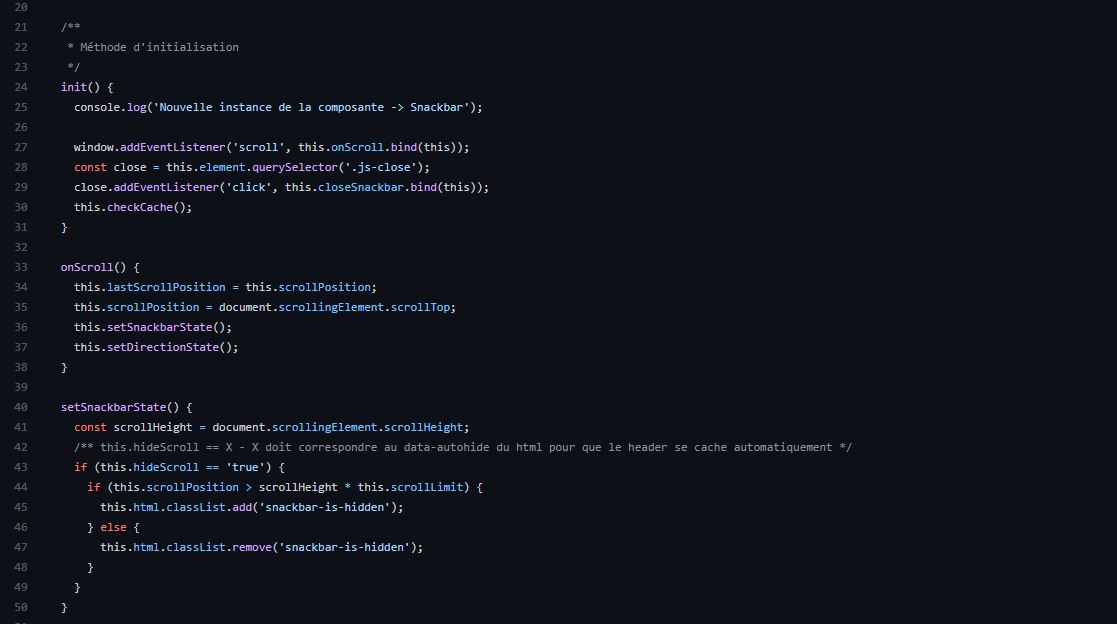 20
21 /**
22 * Méthode d'initialisation
23 */
24 init() {
25 console.log('Nouvelle instance de la composante -> Snackbar');
26
27 window.addEventListener('scroll', this.onScroll.bind(this));
28 const close = this.element.querySelector('.js-close');
29 close.addEventListener('click', this.closeSnackbar.bind(this));
30 this.checkCache();
31 }
32
33 onScroll() {
34 this.lastScrollPosition = this.scrollPosition;
35 this.scrollPosition = document.scrollingElement.scrollTop;
36 this.setSnackbarState();
37 this.setDirectionState();
38 }
39
40 setSnackbarState() {
41 const scrollHeight = document.scrollingElement.scrollHeight;
42 /** this.hideScroll == X - X doit correspondre au data-autohide du html pour que le header se cache automatiquement */
43 if (this.hideScroll == 'true') {
44 if (this.scrollPosition > scrollHeight * this.scrollLimit) {
45 this.html.classList.add('snackbar-is-hidden');
46 } else {
47 this.html.classList.remove('snackbar-is-hidden');
48 }
49 }
50 }